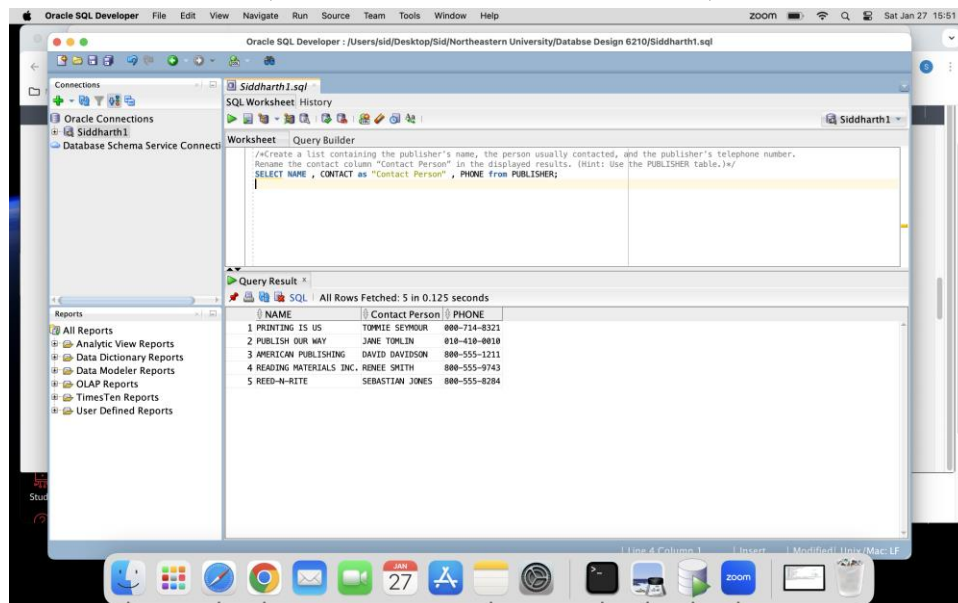 Oracle SQL Developer File Edit View Navigate Run Source Team Tools Window Help zoom Sat Jan 27 15:51
Oracle SQL Developer : /Users/sid/Desktop/Sid/Northeastern University/Databse Design 6210/Siddharth1.sql
Connections
Siddharth1.sql
SQL Worksheet History
Oracle Connections
Siddharth1
Siddharth1
Database Schema Service Connecti
Worksheet Query Builder
/*Create a list containing the publisher's name, the person usually contacted, and the publisher's telephone number.
Rename the contact column "Contact Person" in the displayed results. (Hint: Use the PUBLISHER table.)*/
SELECT NAME , CONTACT as "Contact Person" , PHONE from PUBLISHER;
Query Result
SQL | All Rows Fetched: 5 in 0.125 seconds
NAME Contact Person PHONE
1 PRINTING IS US TOMMIE SEYMOUR 000-714-8321
2 PUBLISH OUR WAY JANE TOMLIN 010-410-0010
3 AMERICAN PUBLISHING DAVID DAVIDSON 800-555-1211
4 READING MATERIALS INC. RENEE SMITH 800-555-9743
5 REED-N-RITE SEBASTIAN JONES 800-555-8284
Reports
All Reports
Analytic View Reports
Data Dictionary Reports
Data Modeler Reports
OLAP Reports
TimesTen Reports
User Defined Reports
Stud
Line 4 Column 1 Insert Modified Unix/Mac: LF
JAN
27
zoom